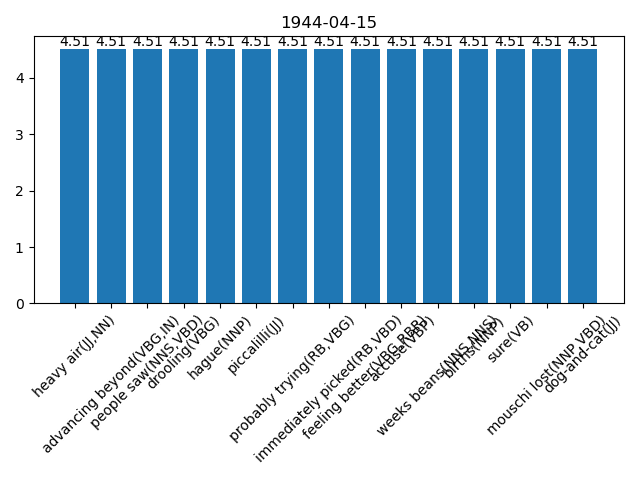 1944-04-15
4.51 4.51 4.51 4.51 4.51 4.51 4.51 4.51 4.51 4.51 4.51 4.51 4.51 4.51 4.51
4
3
2
1
0
heavy air(JJ,NN)
advancing beyond(VBG,IN)
people saw(NNS,VBD)
drooling(VBG)
hague(NNP)
piccalilli(JJ)
probably trying(RB,VBG)
immediately picked(RB,VBD)
feeling better(VBG,RBR)
accuse(VBP)
weeks beans(NNS,NNS)
births(NNP)
sure(VB)
mouschi lost(NNP,VBD)
dog-and-cat(JJ)